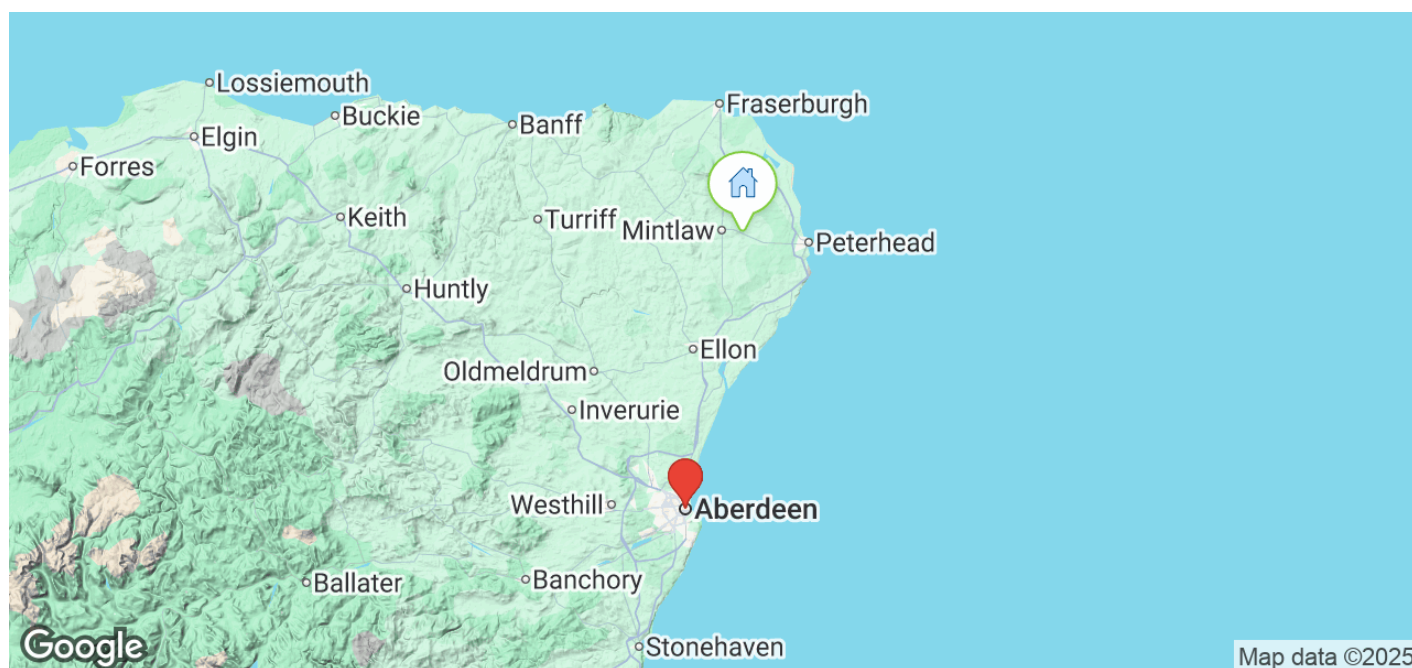 Lossiemouth
Buckie
Fraserburgh
Banff
Elgin
Forres
Keith
Turriff
Mintlaw
Peterhead
Huntly
Ellon
Oldmeldrum
Inverurie
Westhill
Aberdeen
Ballater
Banchory
Stonehaven
Google
Map data ©2025